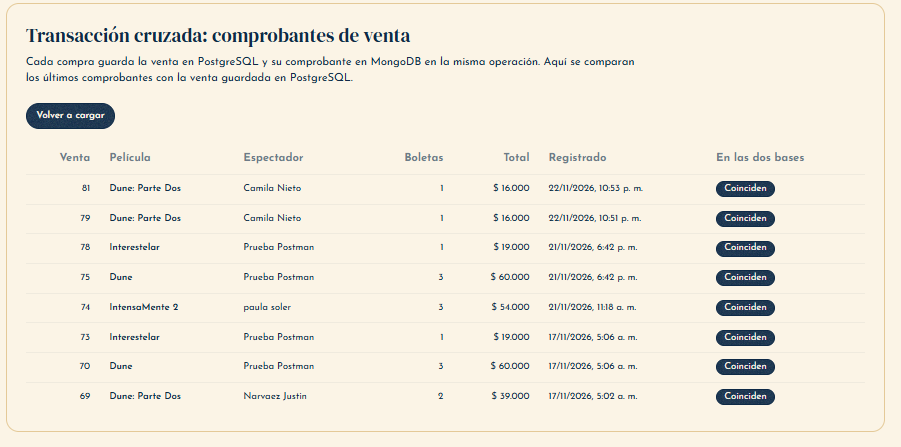 Transacción cruzada: comprobantes de venta
Cada compra guarda la venta en PostgreSQL y su comprobante en MongoDB en la misma operación. Aquí se comparan
los últimos comprobantes con la venta guardada en PostgreSQL.
Volver a cargar
Venta Película Espectador Boletas Total Registrado En las dos bases
81 Dune: Parte Dos Camila Nieto 1 $ 16.000 22/11/2026, 10:53 p. m. Coinciden
79 Dune: Parte Dos Camila Nieto 1 $ 16.000 22/11/2026, 10:51 p. m. Coinciden
78 Interestelar Prueba Postman 1 $ 19.000 21/11/2026, 6:42 p. m. Coinciden
75 Dune Prueba Postman 3 $ 60.000 21/11/2026, 6:42 p. m. Coinciden
74 IntensaMente 2 paula soler 3 $ 54.000 21/11/2026, 11:18 a. m. Coinciden
73 Interestelar Prueba Postman 1 $ 19.000 17/11/2026, 5:06 a. m. Coinciden
70 Dune Prueba Postman 3 $ 60.000 17/11/2026, 5:06 a. m. Coinciden
69 Dune: Parte Dos Narvaez Justin 2 $ 39.000 17/11/2026, 5:02 a. m. Coinciden